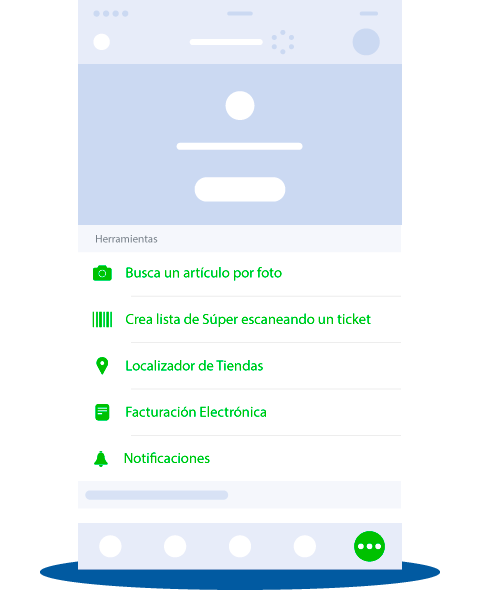 Herramientas
Busca un artículo por foto
Crea lista de Súper escaneando un ticket
Localizador de Tiendas
Facturación Electrónica
Notificaciones